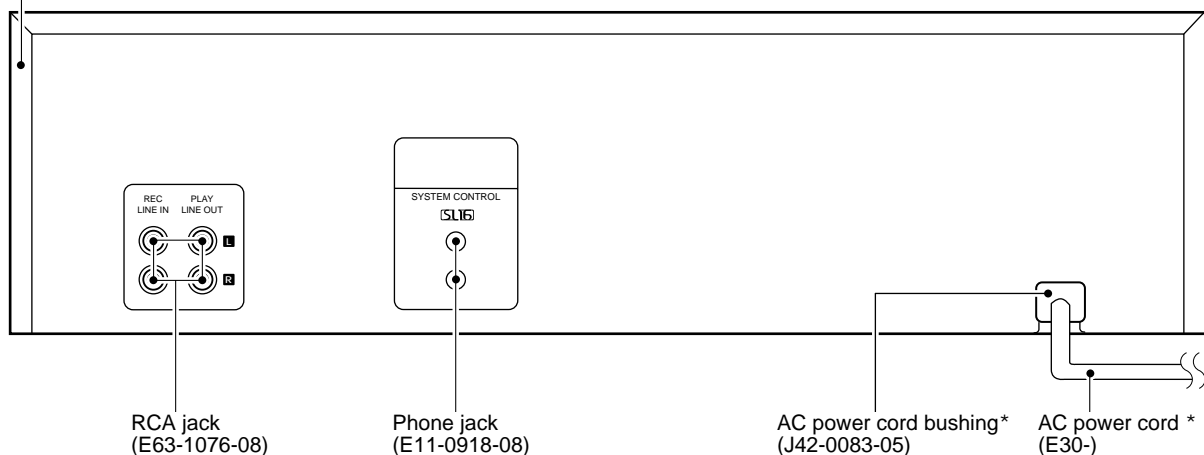 REC PLAY
LINE IN LINE OUT
L
R
SYSTEM CONTROL
SL16
RCA jack
(E63-1076-08)
Phone jack
(E11-0918-08)
AC power cord bushing*
(J42-0083-05)
AC power cord *
(E30-)